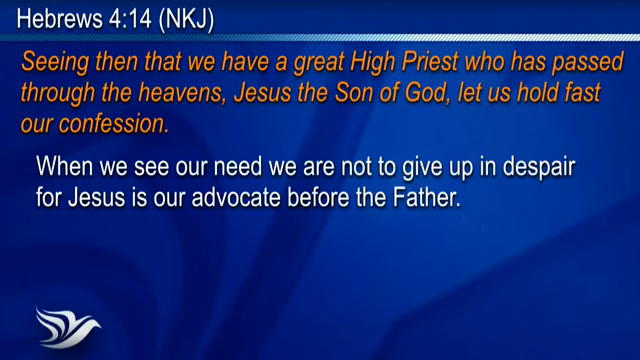 Hebrews 4:14 (NKJ)
Seeing then that we have a great High Priest who has passed
through the heavens, Jesus the Son of God, let us hold fast
our confession.
When we see our need we are not to give up in despair
for Jesus is our advocate before the Father.